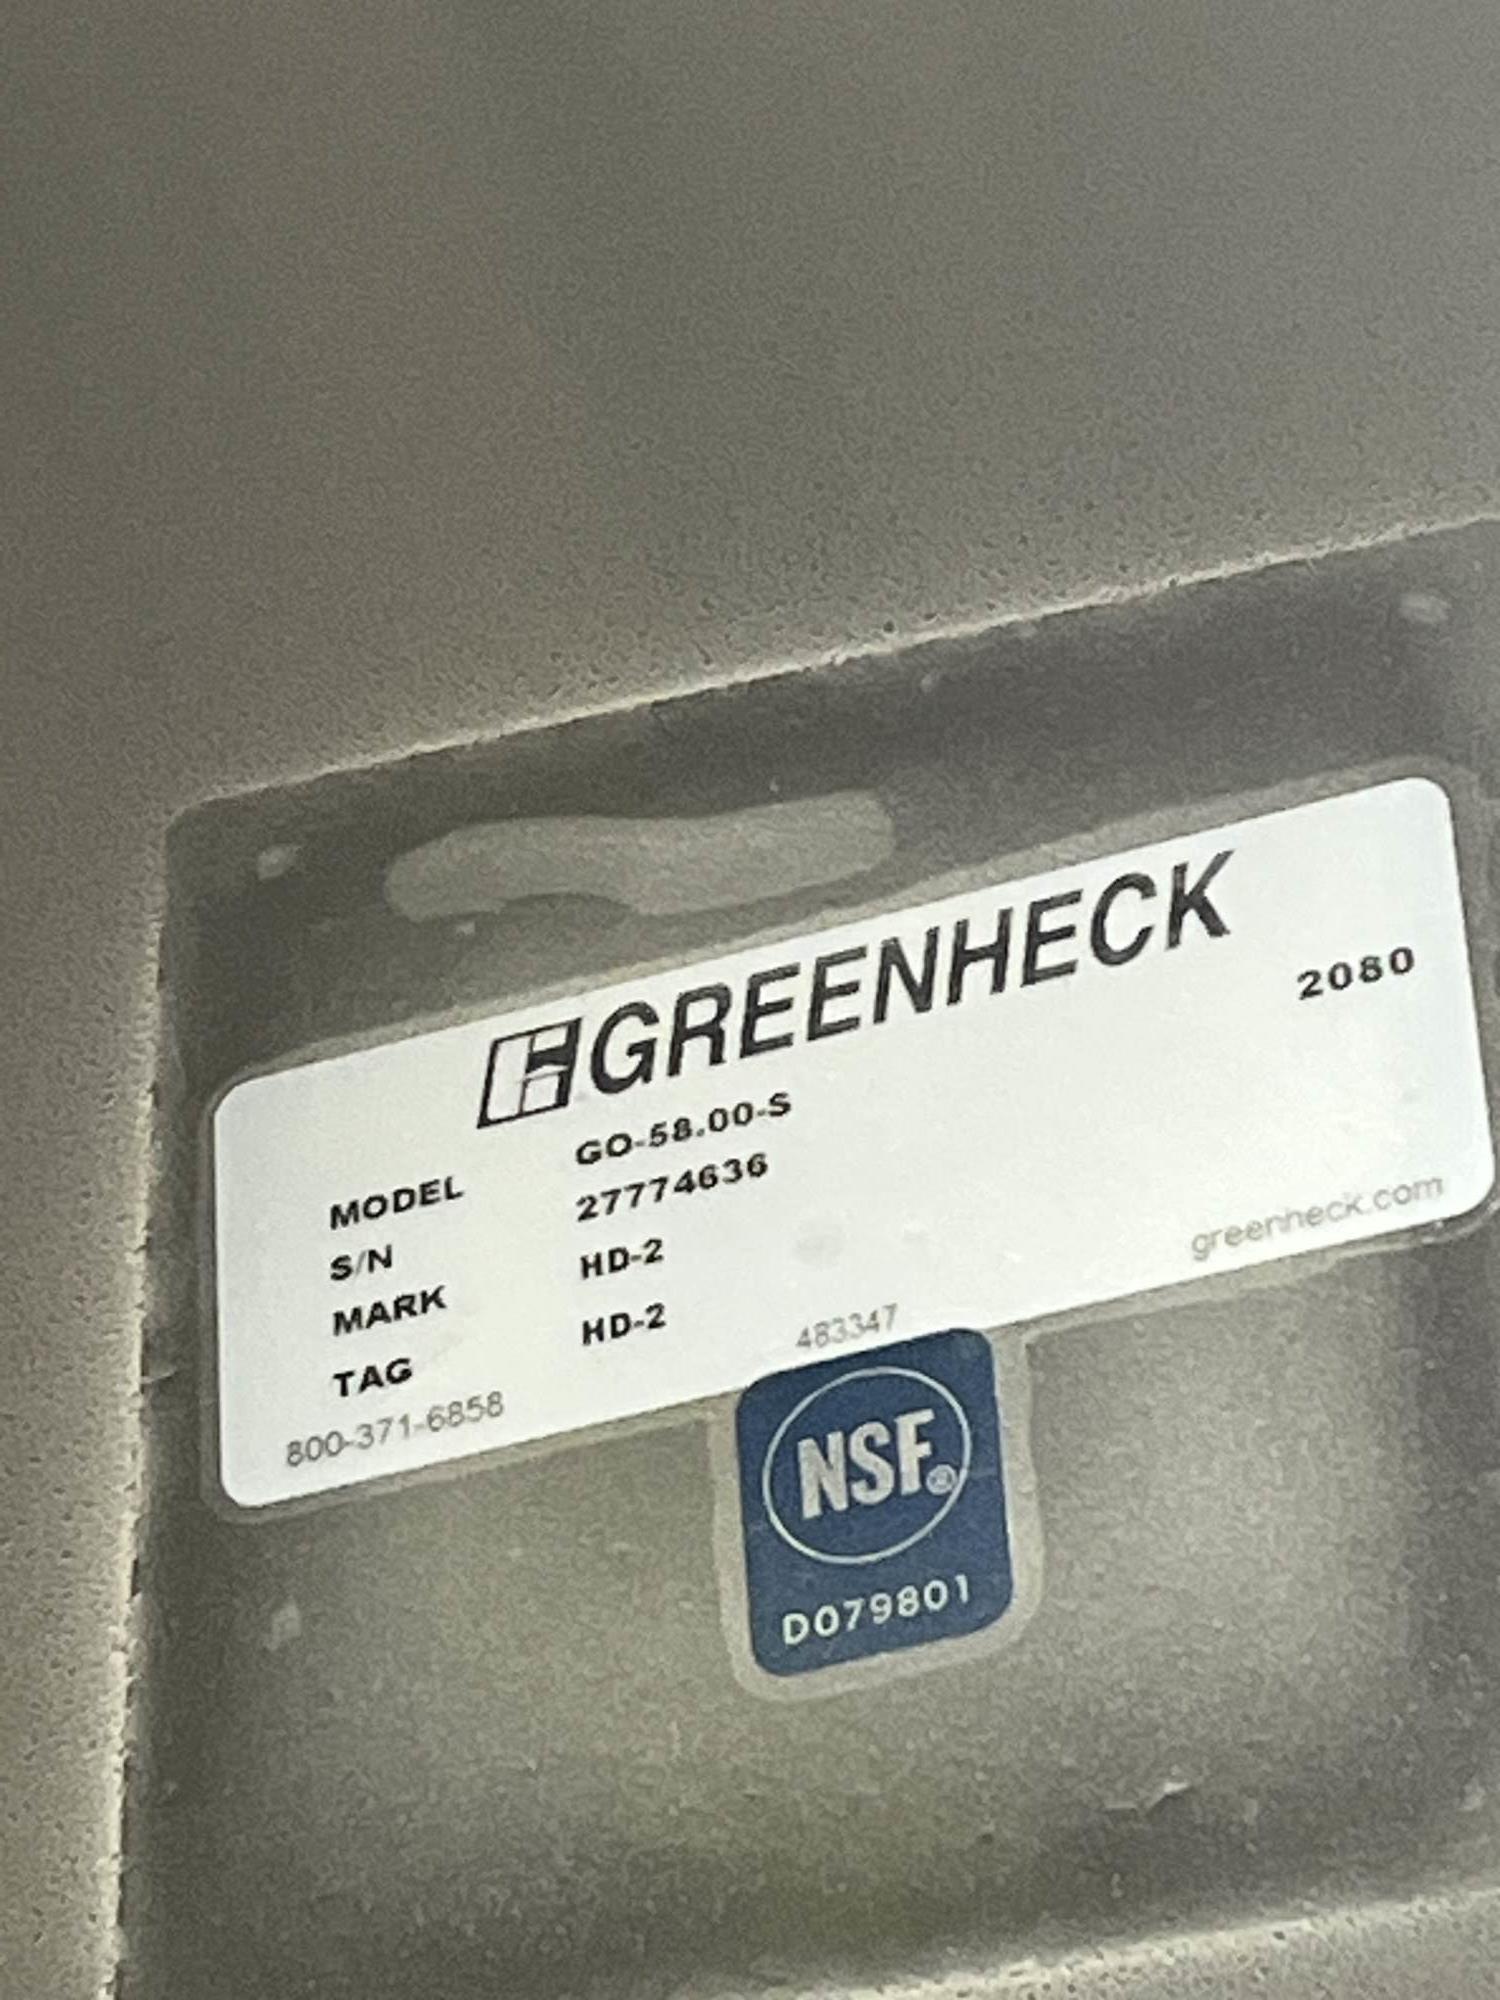 GREENHECK
2080
MODEL GO-58.00-S
S/N 27774636
MARK HD-2
TAG HD-2
800-371-6858 483347 greenheck.com
NSF®
D079801